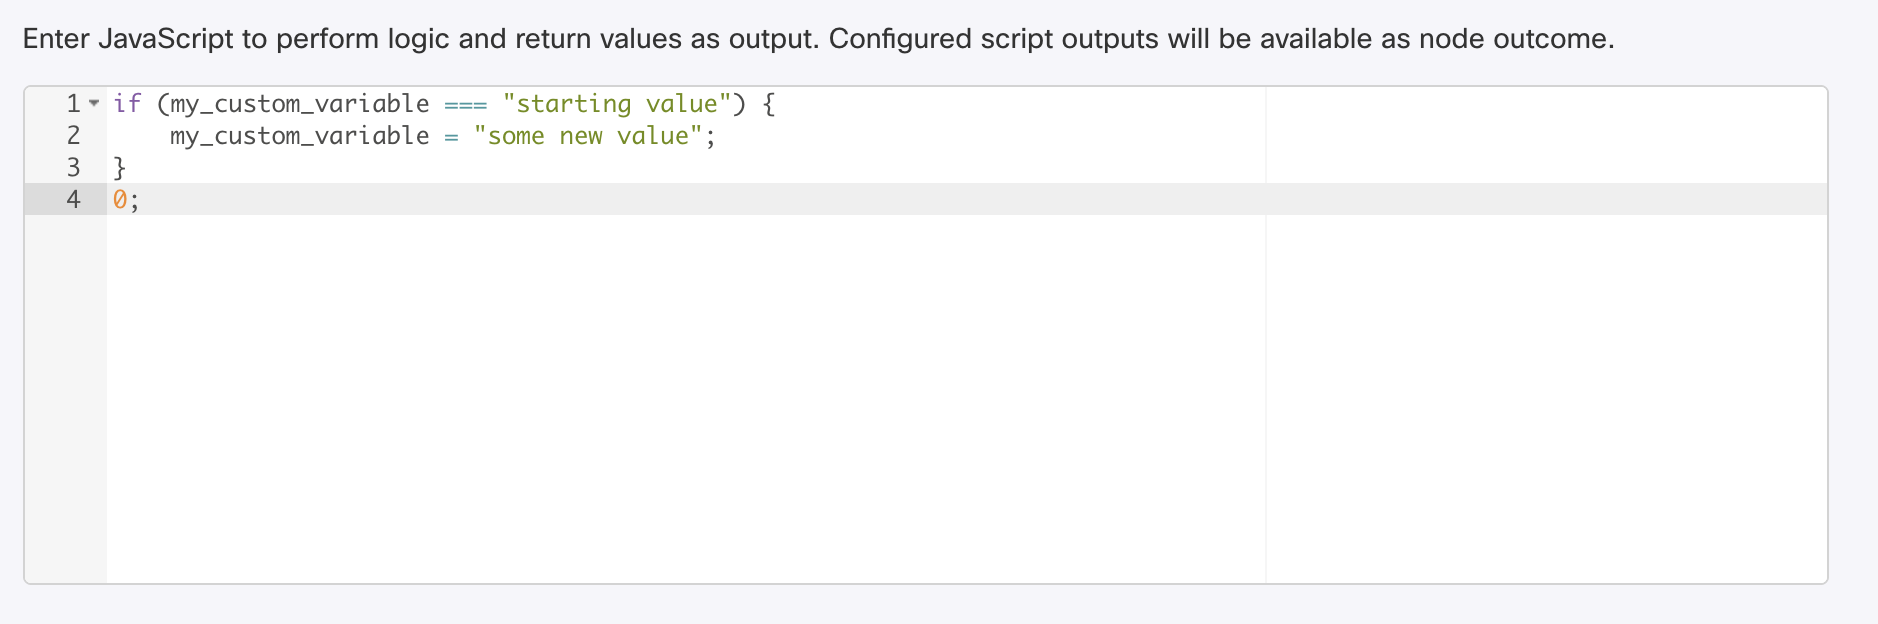 Enter JavaScript to perform logic and return values as output. Configured script outputs will be available as node outcome.
1 if (my_custom_variable === "starting value") {
2     my_custom_variable = "some new value";
3 }
4 0;